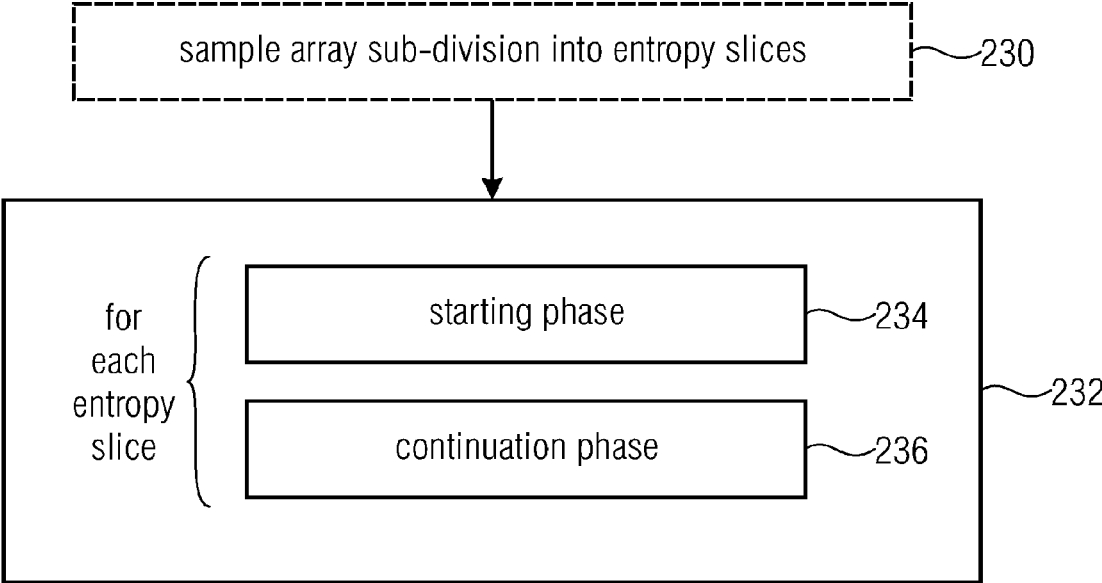 sample array sub-division into entropy slices
230
for
each
entropy
slice
starting phase
234
continuation phase
236
232